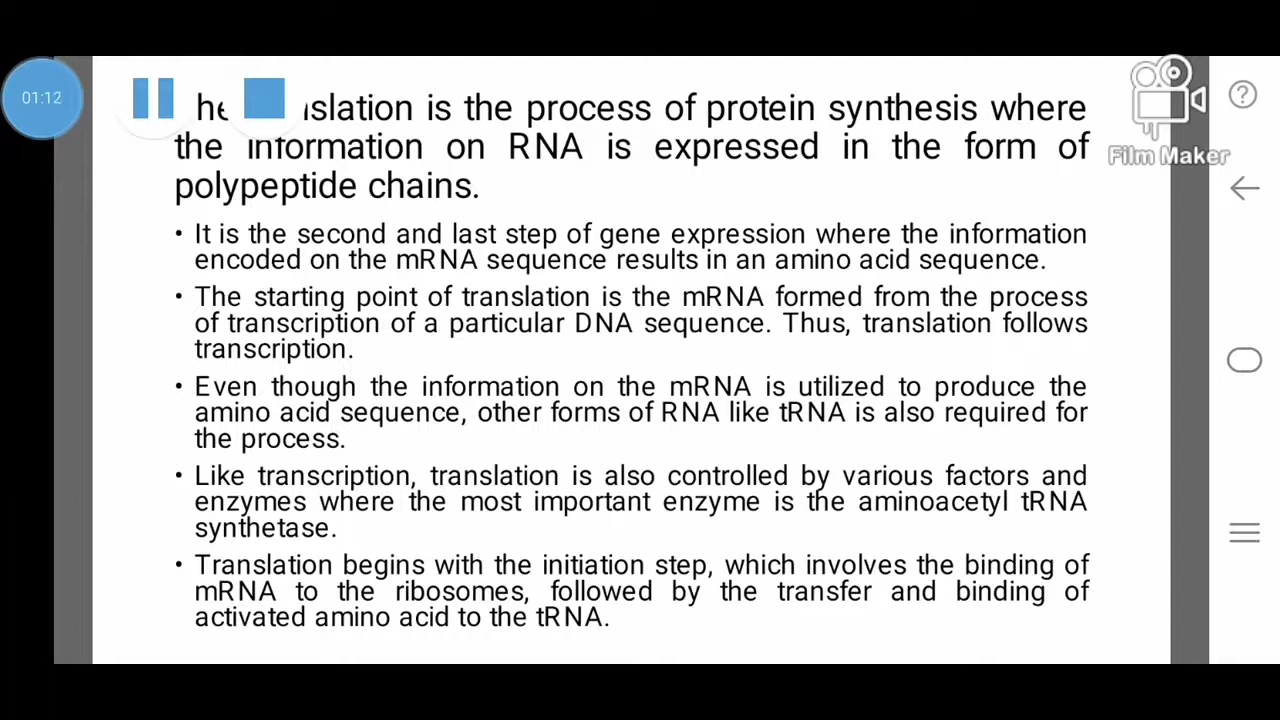 01:12
is the process of protein synthesis where
the information on RNA is expressed in the form of
polypeptide chains.
• It is the second and last step of gene expression where the information
encoded on the mRNA sequence results in an amino acid sequence.
• The starting point of translation is the mRNA formed from the process
of transcription of a particular DNA sequence. Thus, translation follows
transcription.
• Even though the information on the mRNA is utilized to produce the
amino acid sequence, other forms of RNA like tRNA is also required for
the process.
• Like transcription, translation is also controlled by various factors and
enzymes where the most important enzyme is the aminoacetyl tRNA
synthetase.
• Translation begins with the initiation step, which involves the binding of
mRNA to the ribosomes, followed by the transfer and binding of
activated amino acid to the tRNA.
Film Maker
?